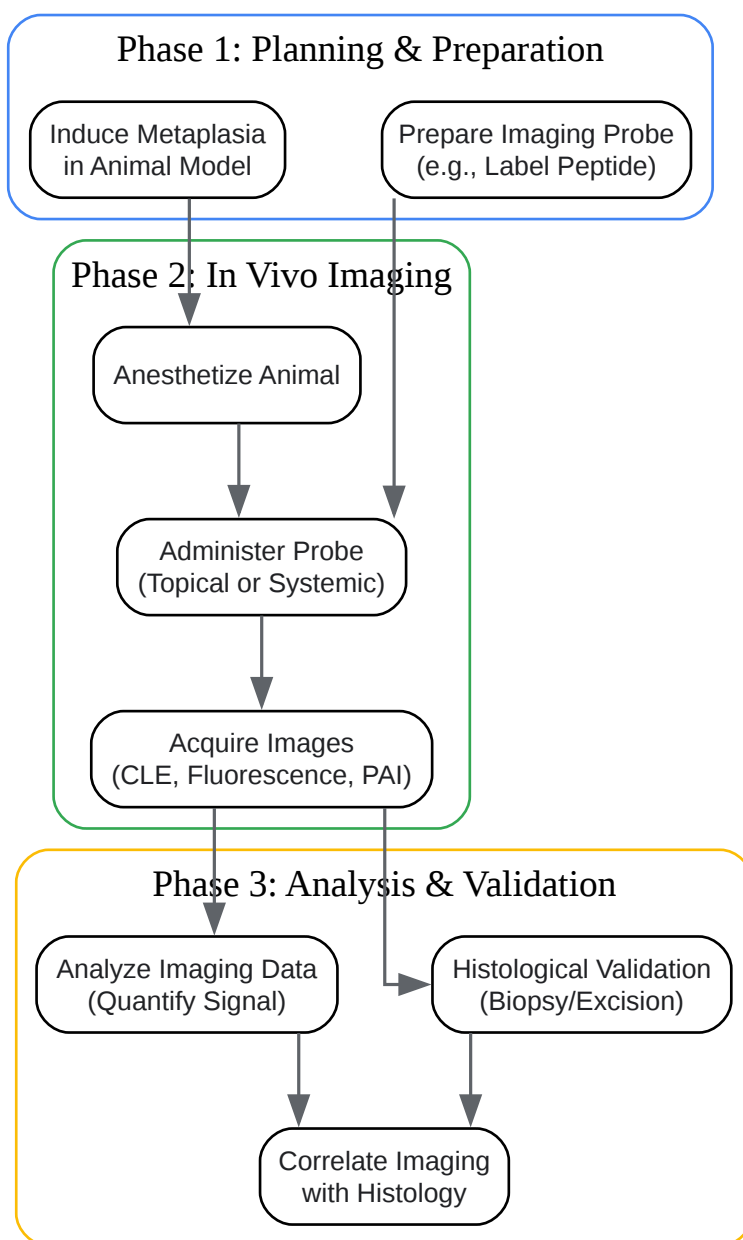 Phase 1: Planning & Preparation
Induce Metaplasia
in Animal Model
Prepare Imaging Probe
(e.g., Label Peptide)
Phase 2: In Vivo Imaging
Anesthetize Animal
Administer Probe
(Topical or Systemic)
Acquire Images
(CLE, Fluorescence, PAI)
Phase 3: Analysis & Validation
Analyze Imaging Data
(Quantify Signal)
Histological Validation
(Biopsy/Excision)
Correlate Imaging
with Histology